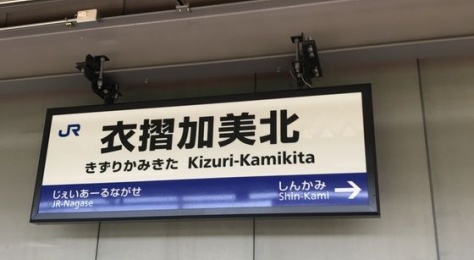 JR
衣摺加美北
きずりかみきた Kizuri-Kamikita
じぇいあーるながせ
JR-Nagase
しんかみ
Shin-Kami